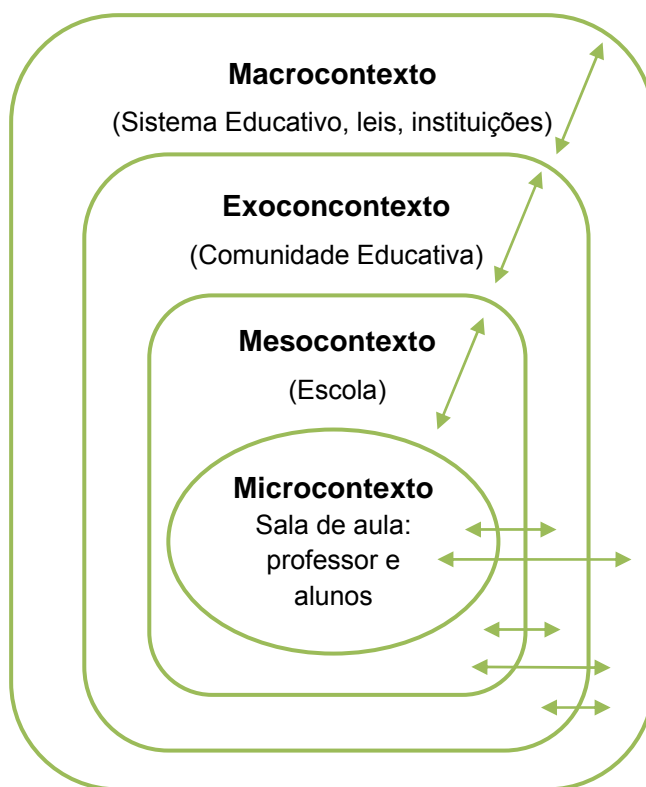 Macrocontexto
(Sistema Educativo, leis, instituições)
Exoconcontexto
(Comunidade Educativa)
Mesocontexto
(Escola)
Microcontexto
Sala de aula:
professor e
alunos